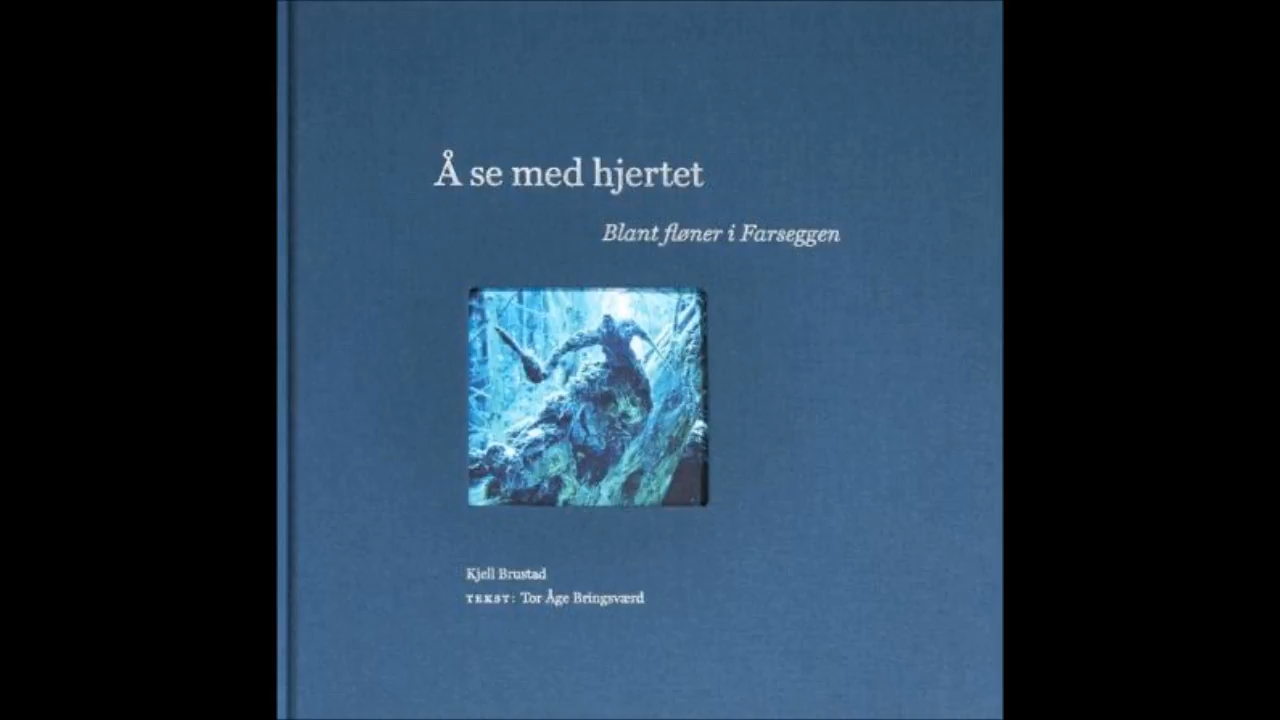 Å se med hjertet
Blant fløner i Farseggen
Kjell Brustad
TEKST: Tor Åge Bringsværd